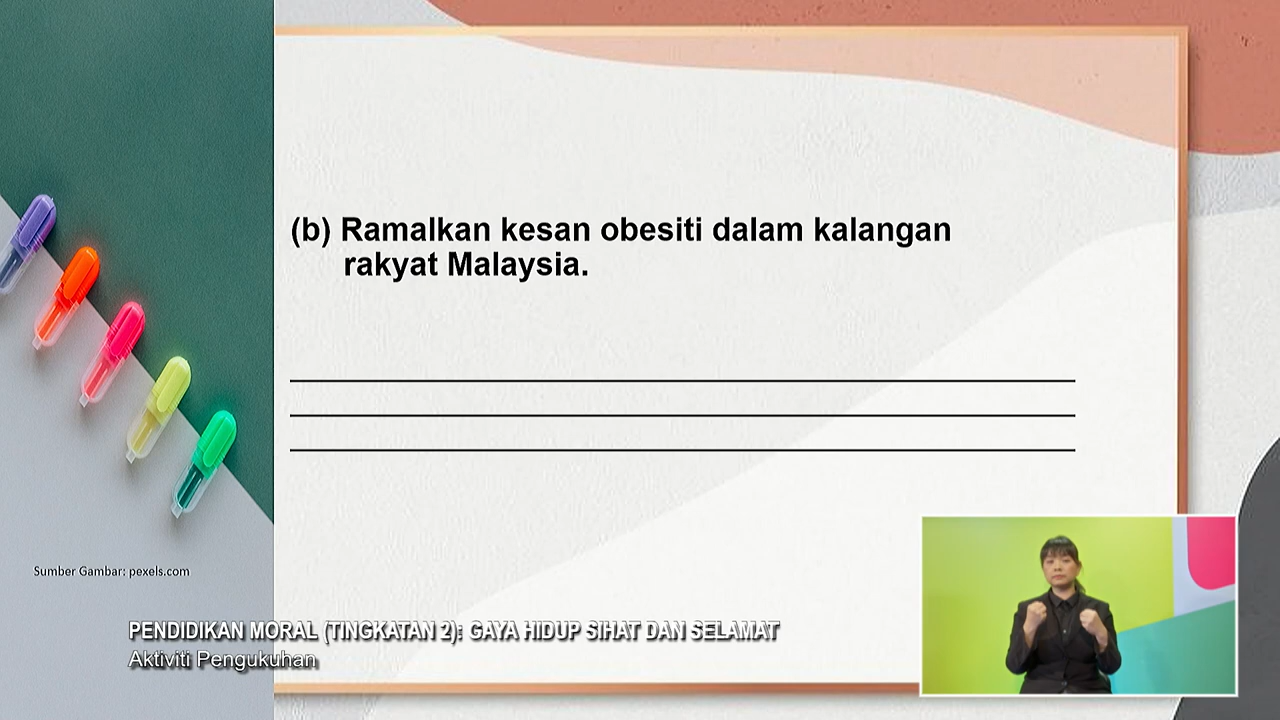 (b) Ramalkan kesan obesiti dalam kalangan
rakyat Malaysia.
Sumber Gambar: pexels.com
PENDIDIKAN MORAL (TINGKATAN 2): GAYA HIDUP SIHAT DAN SELAMAT
Aktiviti Pengukuhan